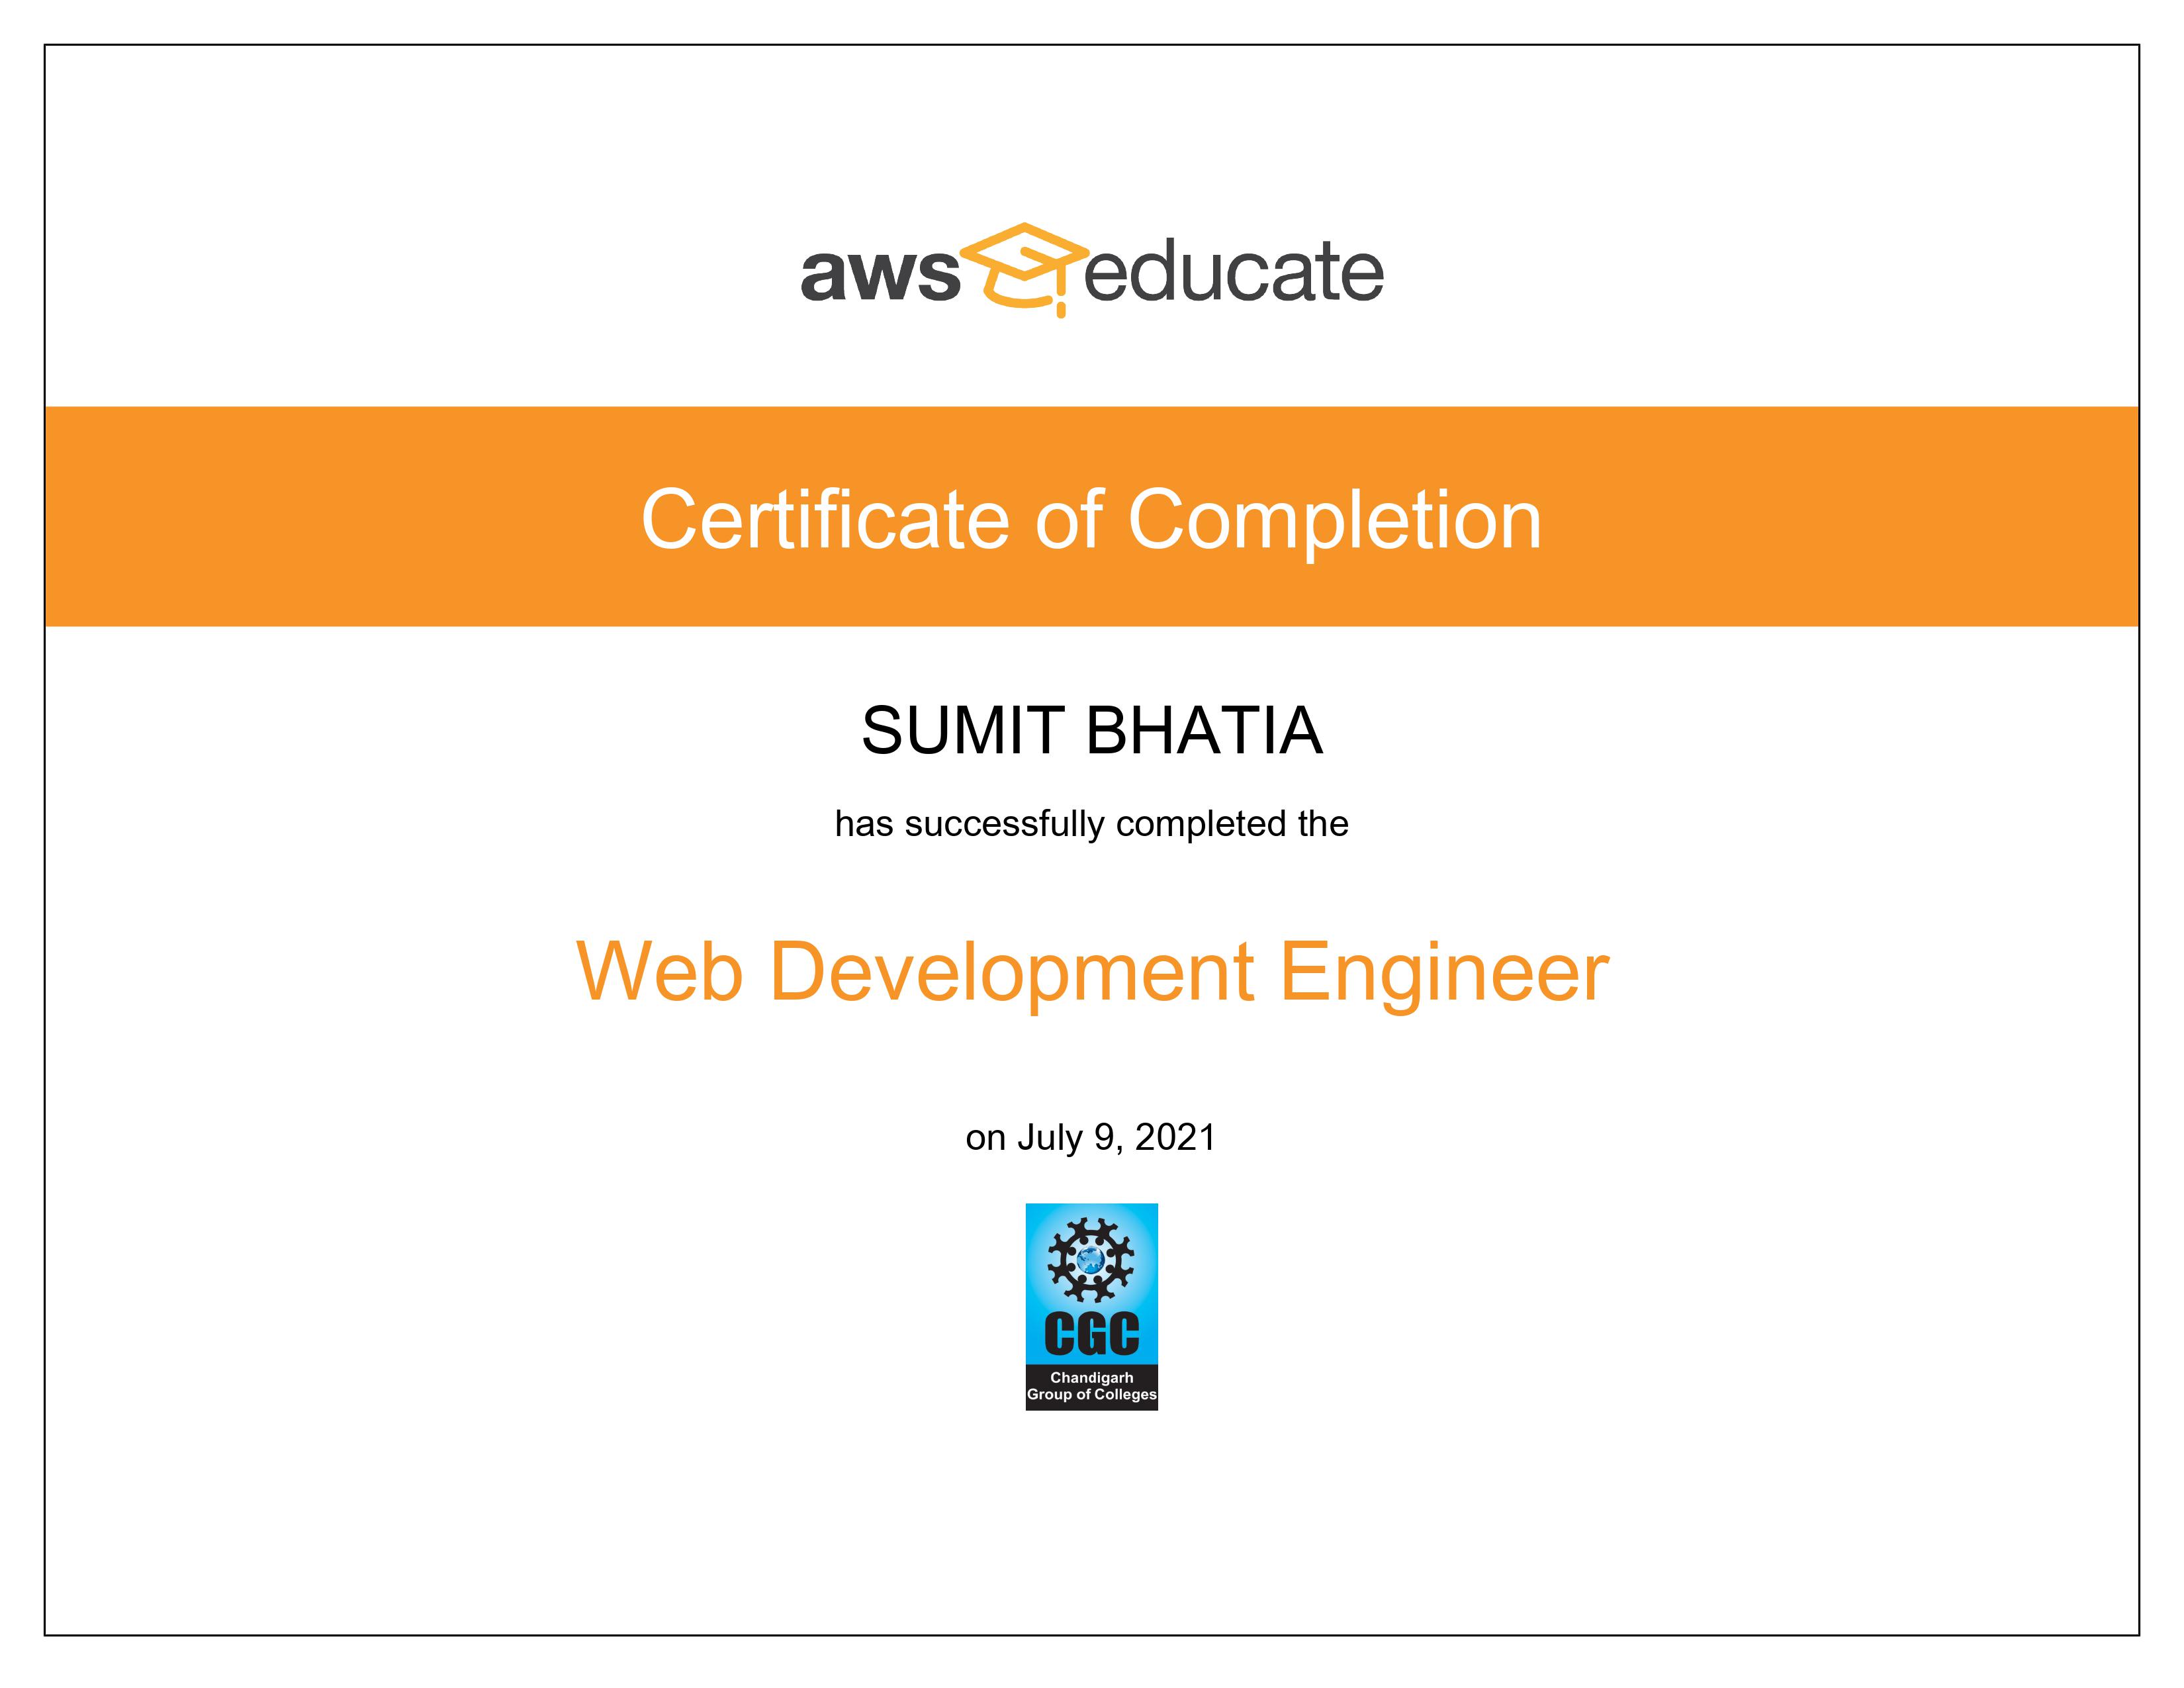 aws educate
Certificate of Completion
SUMIT BHATIA
has successfully completed the
Web Development Engineer
on July 9, 2021
CGC
Chandigarh
Group of Colleges